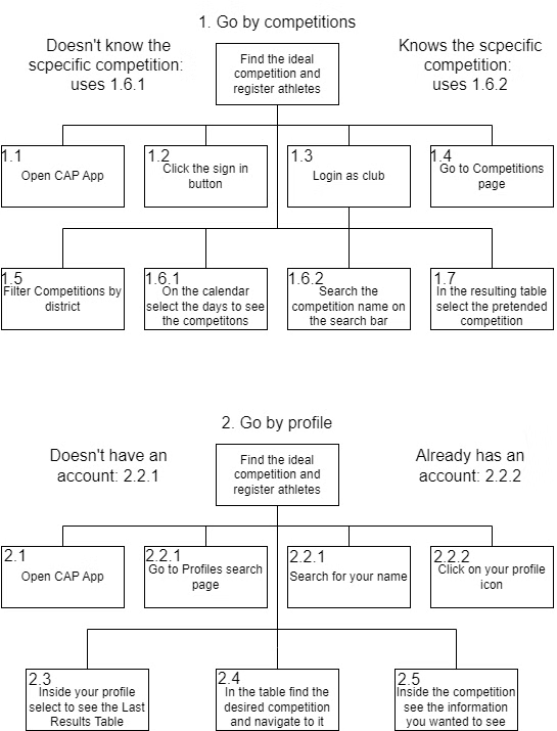 1. Go by competitions
Doesn't know the
scpecific competition:
uses 1.6.1
Knows the scpecific
competition:
uses 1.6.2
Find the ideal
competition and
register athletes
1.1
Open CAP App
1.2
Click the sign in
button
1.3
Login as club
1.4
Go to Competitions
page
1.5
Filter Competitions by
district
1.6.1
On the calendar
select the days to see
the competitons
1.6.2
Search the
competition name on
the search bar
1.7
In the resulting table
select the pretended
competition
2. Go by profile
Doesn't have an
account: 2.2.1
Already has an
account: 2.2.2
Find the ideal
competition and
register athletes
2.1
Open CAP App
2.2.1
Go to Profiles search
page
2.2.1
Search for your name
2.2.2
Click on your profile
icon
2.3
Inside your profile
select to see the Last
Results Table
2.4
In the table find the
desired competition
and navigate to it
2.5
Inside the competition
see the information
you wanted to see